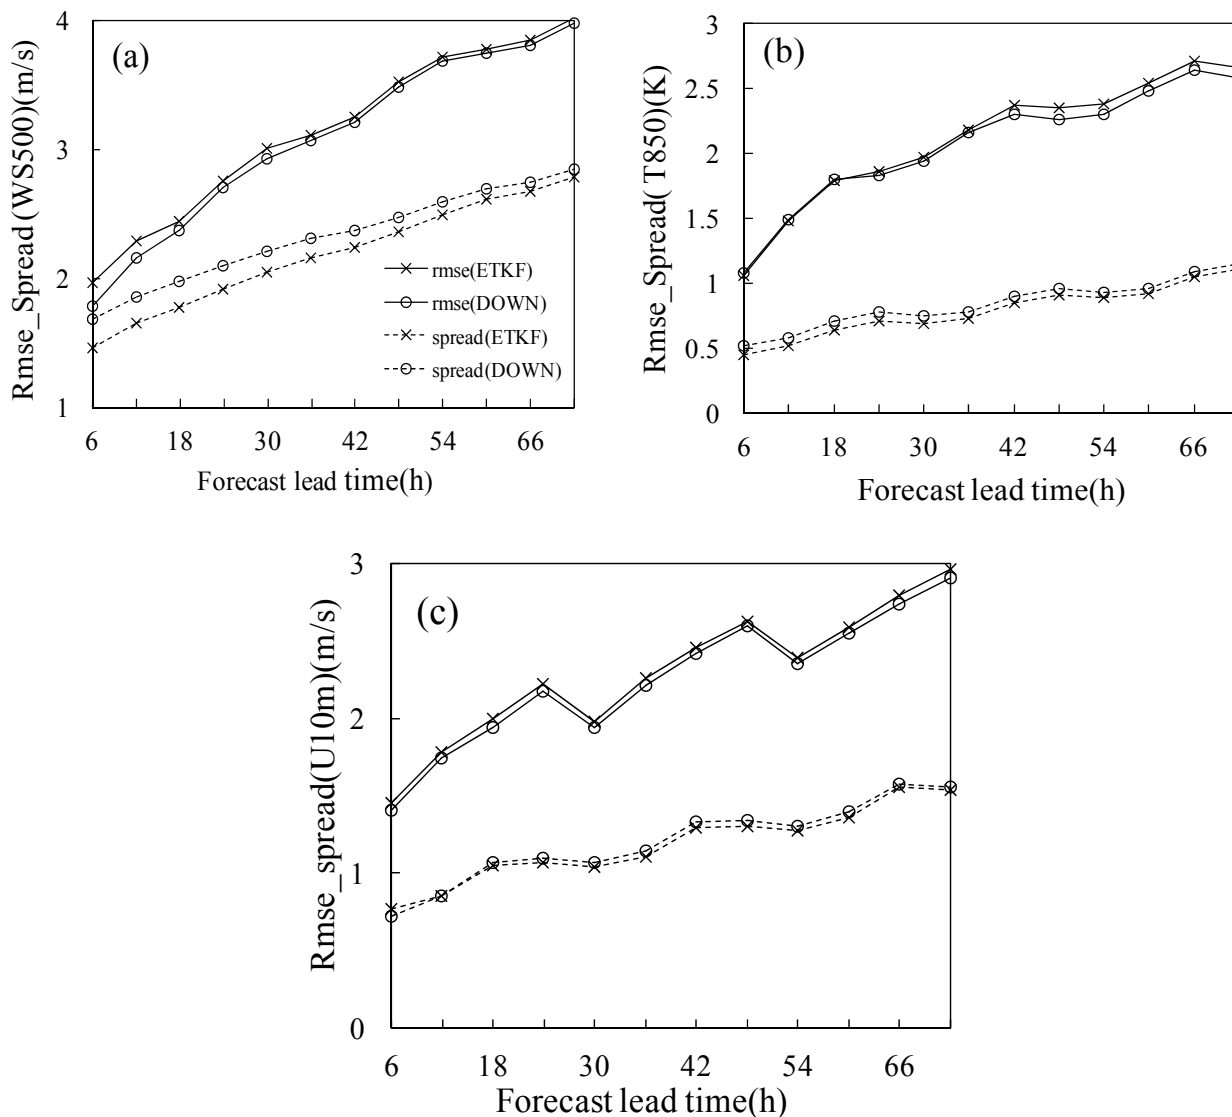 (a)
Rmse_Spread (WS500)(m/s)
4
3
2
1
rmse(ETKF)
rmse(DOWN)
spread(ETKF)
spread(DOWN)
6 18 30 42 54 66
Forecast lead time(h)
(b)
Rmse_Spread( T850)(K)
3
2.5
2
1.5
1
0.5
0
6 18 30 42 54 66
Forecast lead time(h)
(c)
Rmse_spread(U10m)(m/s)
3
2
1
0
6 18 30 42 54 66
Forecast lead time(h)